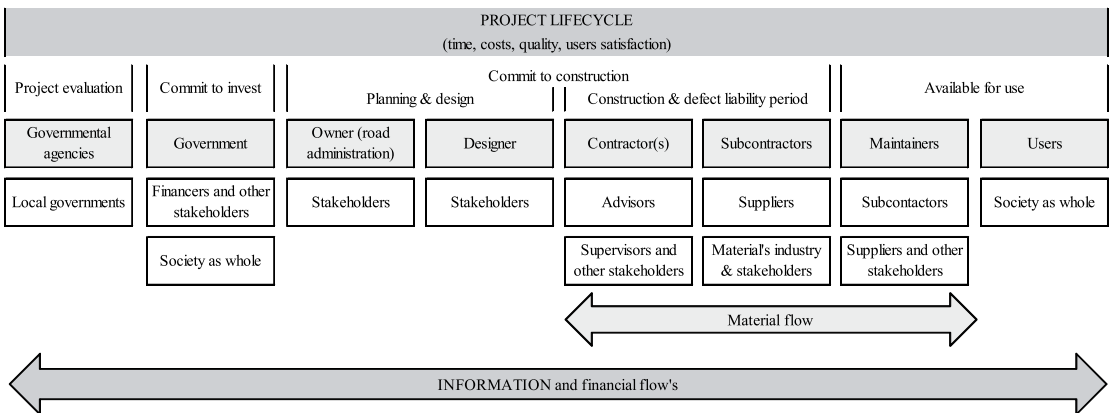 PROJECT LIFECYCLE
(time, costs, quality, users satisfaction)
Project evaluation
Commit to invest
Commit to construction
Planning & design
Construction & defect liability period
Available for use
Governmental
agencies
Government
Owner (road
administration)
Designer
Contractor(s)
Subcontractors
Maintainers
Users
Local governments
Financers and other
stakeholders
Stakeholders
Stakeholders
Advisors
Suppliers
Subcontactors
Society as whole
Society as whole
Supervisors and
other stakeholders
Material's industry
& stakeholders
Suppliers and other
stakeholders
Material flow
INFORMATION and financial flow's